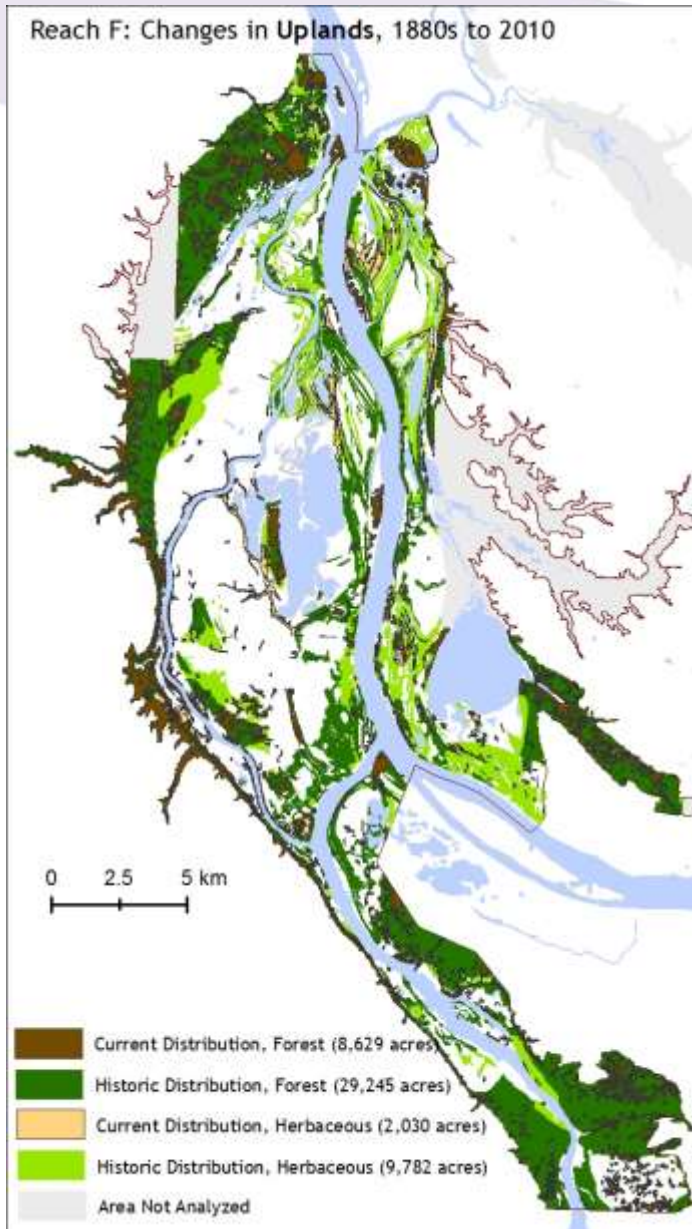 Reach F: Changes in Uplands, 1880s to 2010
0 2.5 5 km
Current Distribution, Forest (8,629 acres)
Historic Distribution, Forest (29,245 acres)
Current Distribution, Herbaceous (2,030 acres)
Historic Distribution, Herbaceous (9,782 acres)
Area Not Analyzed